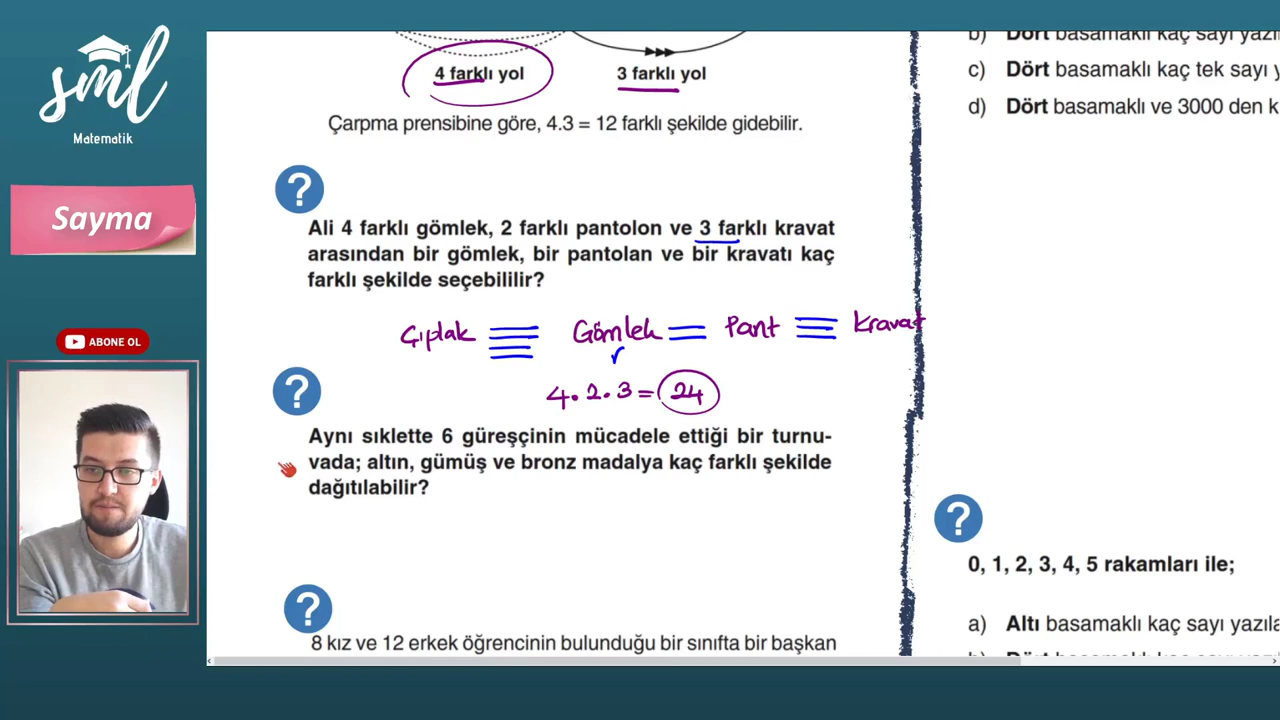 sml
Matematik
Sayma
ABONE OL
4 farklı yol
3 farklı yol
Çarpma prensibine göre, 4.3 = 12 farklı şekilde gidebilir.
?
Ali 4 farklı gömlek, 2 farklı pantolon ve 3 farklı kravat
arasından bir gömlek, bir pantolan ve bir kravatı kaç
farklı şekilde seçebililir?
Çıplak Gömlek Pant Kravat
4.2.3 = 24
?
Aynı sıklette 6 güreşçinin mücadele ettiği bir turnu-
vada; altın, gümüş ve bronz madalya kaç farklı şekilde
dağıtılabilir?
?
8 kız ve 12 erkek öğrencinin bulunduğu bir sınıfta bir başkan
b) Dört basamaklı kaç sayı yazıl
c) Dört basamaklı kaç tek sayı y
d) Dört basamaklı ve 3000 den k
?
0, 1, 2, 3, 4, 5 rakamları ile;
a) Altı basamaklı kaç sayı yazıla